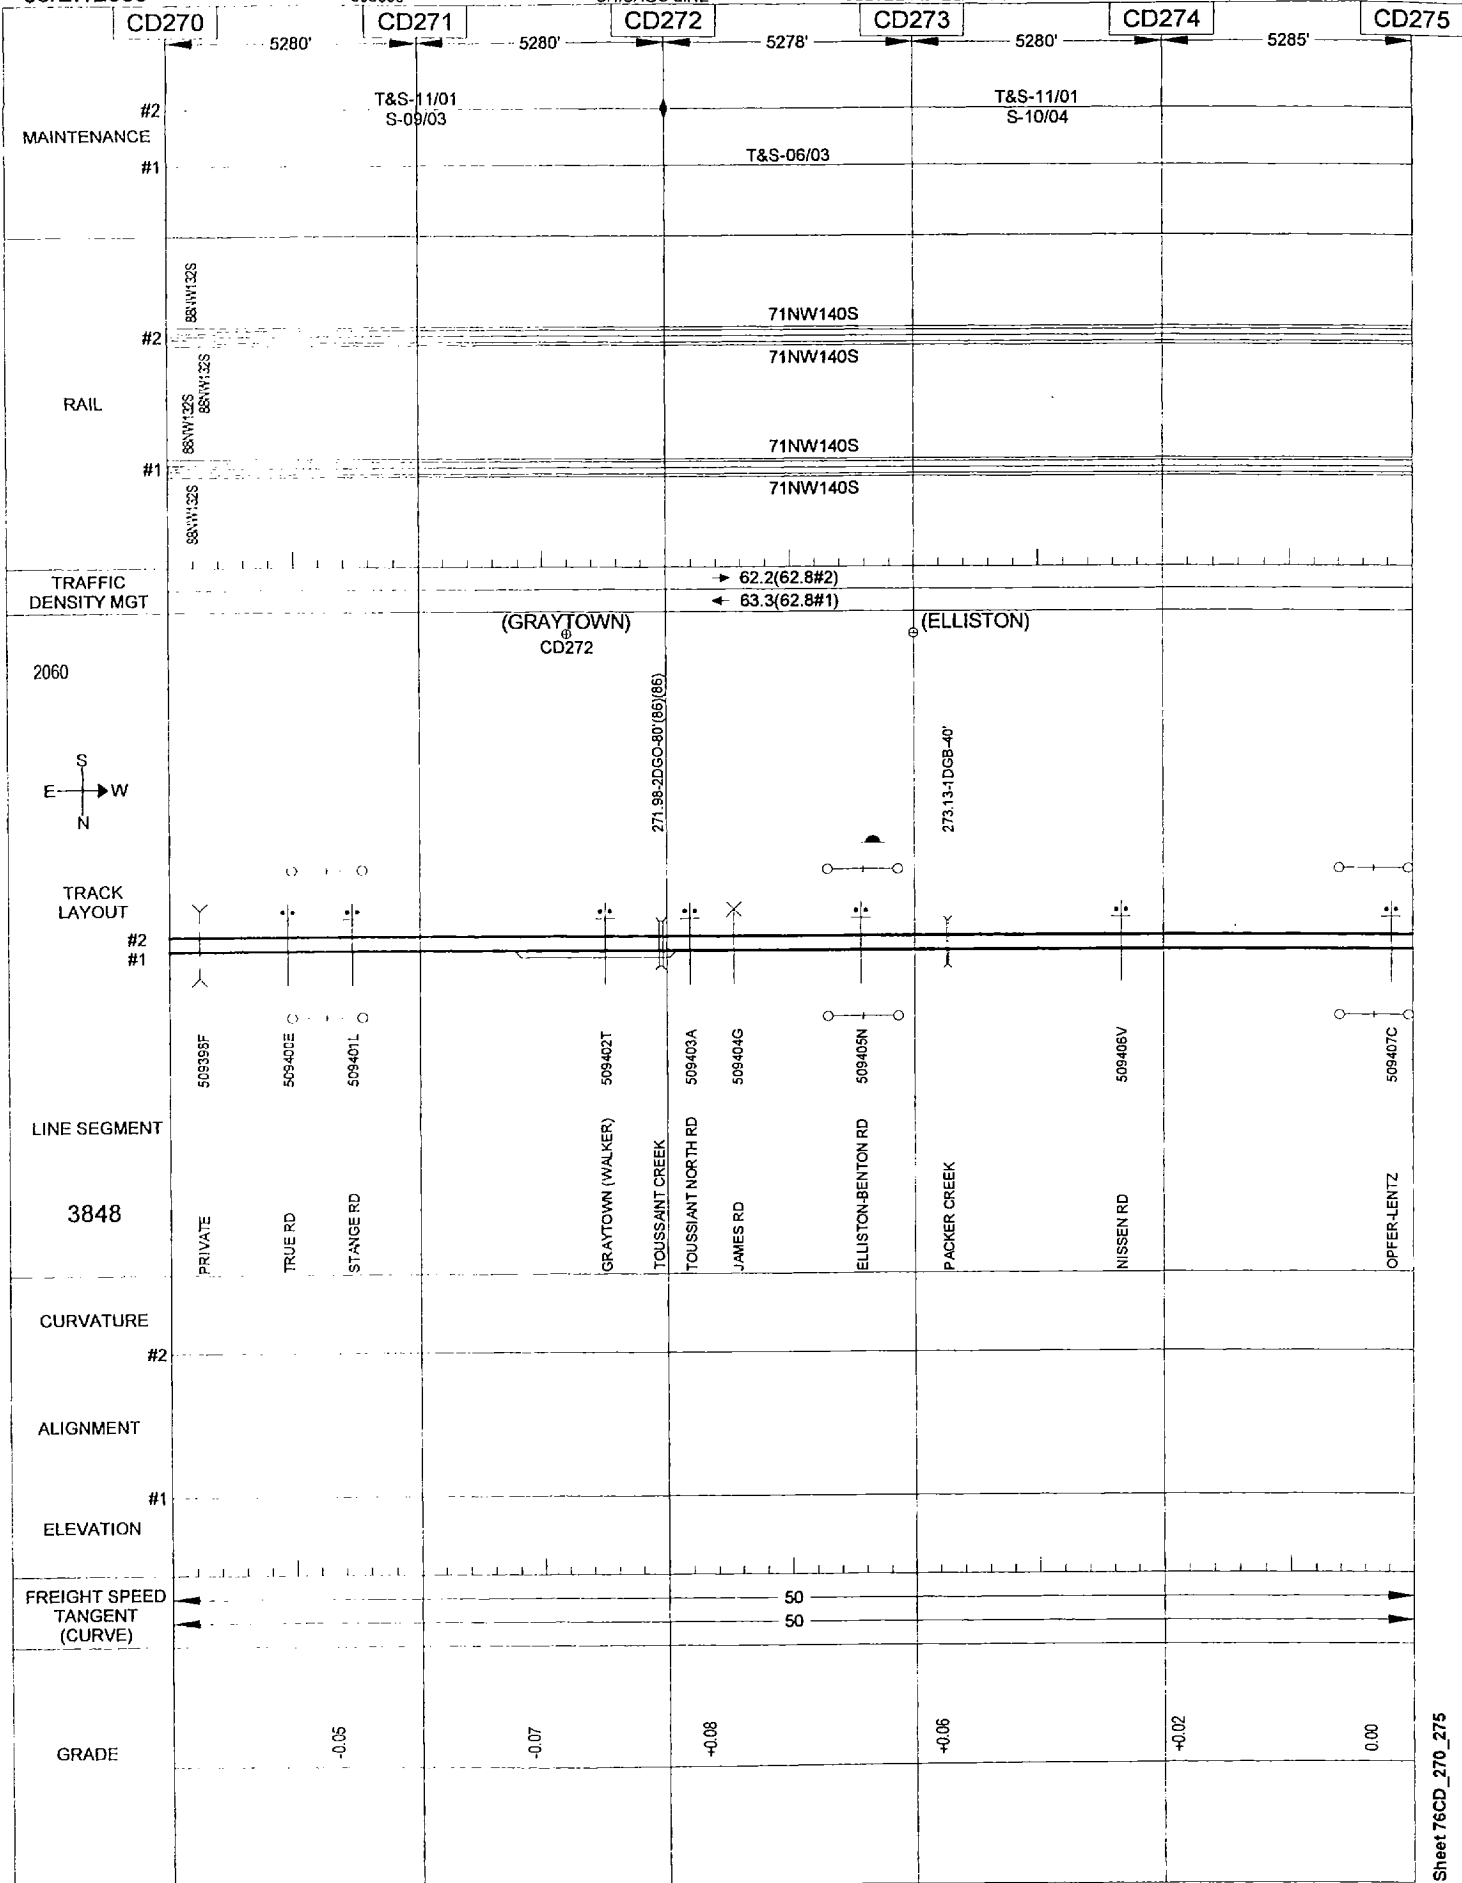 CHICAGO LINE
CD270 CD271 CD272 CD273 CD274 CD275
5280' 5280' 5278' 5280' 5285'
MAINTENANCE
#2
T&S-11/01
S-09/03
T&S-11/01
S-10/04
#1
T&S-06/03
RAIL
#2
88NW132S
88NW132S
71NW140S
71NW140S
#1
88NW132S
88NW132S
71NW140S
71NW140S
TRAFFIC
DENSITY MGT
62.2(62.8#2)
63.3(62.8#1)
(GRAYTOWN)
CD272
(ELLISTON)
2060
S
E W
N
271.98-2DGO-80'(86)(86)
273.13-1DGB-40'
TRACK
LAYOUT
#2
#1
509400E
509401L
509402T
509403A
509404G
509405N
509406V
509407C
LINE SEGMENT
3848
PRIVATE
TRUE RD
STANGE RD
GRAYTOWN (WALKER)
TOUSSAINT CREEK
TOUSSIANT NORTH RD
JAMES RD
ELLISTON-BENTON RD
PACKER CREEK
NISSEN RD
OPFER-LENTZ
CURVATURE
#2
ALIGNMENT
#1
ELEVATION
FREIGHT SPEED
TANGENT
(CURVE)
50
50
GRADE
-0.05
-0.07
+0.08
+0.06
+0.02
0.00
Sheet 76CD_270_275